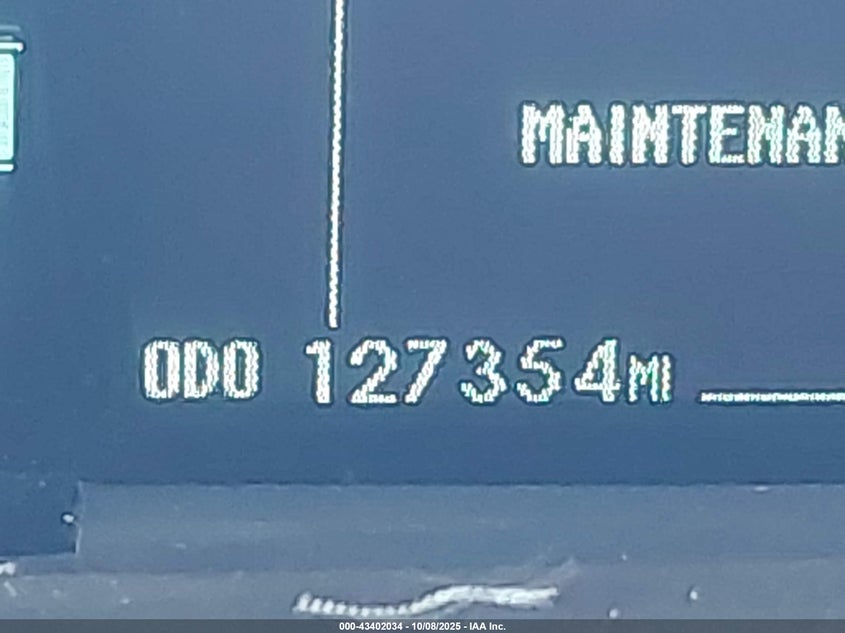 MAINTENAN
ODO 127354MI
000-43402034 - 10/08/2025 - IAA Inc.